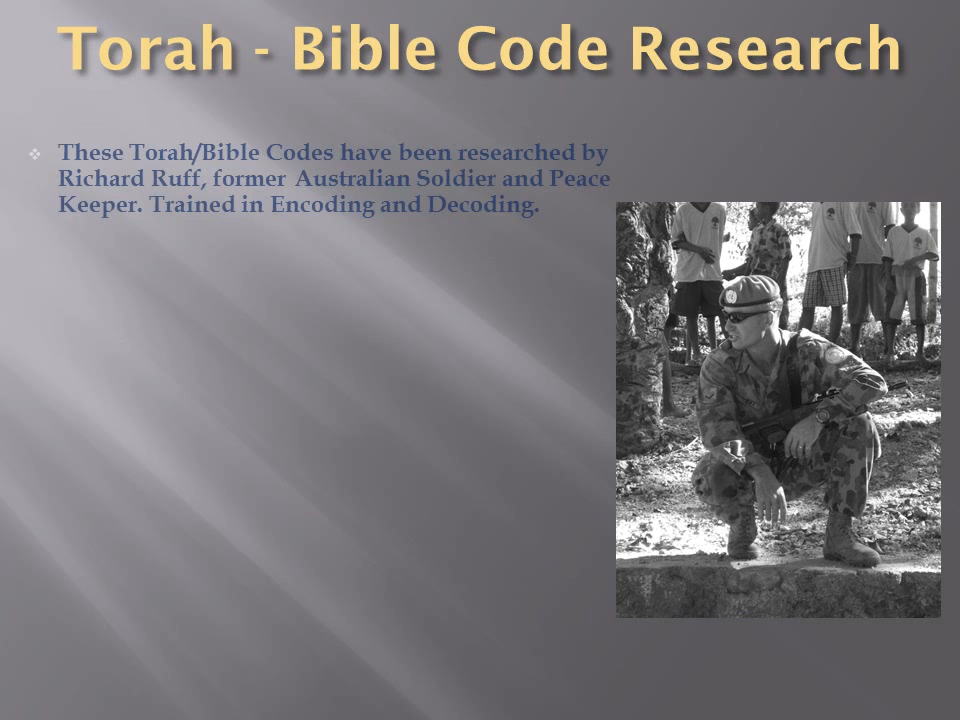 Torah - Bible Code Research
These Torah/Bible Codes have been researched by
Richard Ruff, former Australian Soldier and Peace
Keeper. Trained in Encoding and Decoding.